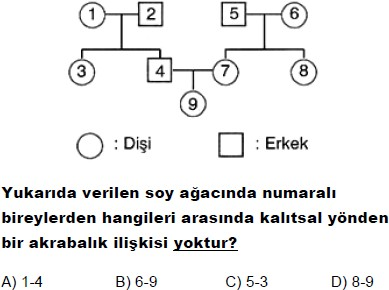 1 2 5 6
3 4 7 8
9
: Dişi : Erkek
Yukarıda verilen soy ağacında numaralı
bireylerden hangileri arasında kalıtsal yönden
bir akrabalık ilişkisi yoktur?
A) 1-4 B) 6-9 C) 5-3 D) 8-9